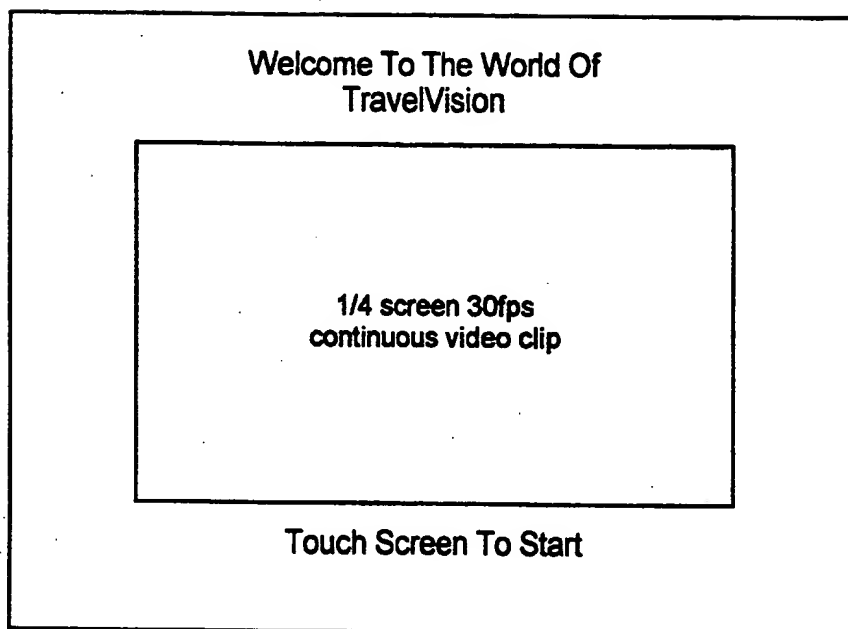 Welcome To The World Of
TravelVision
1/4 screen 30fps
continuous video clip
Touch Screen To Start